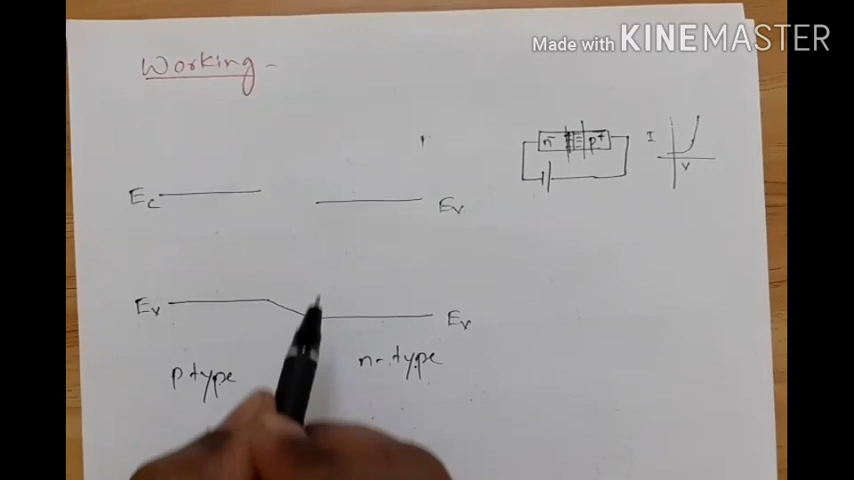 Made with KINEMASTER
Working -
n- p+ I
V
Ec Ev
Ev Ev
p type n-type